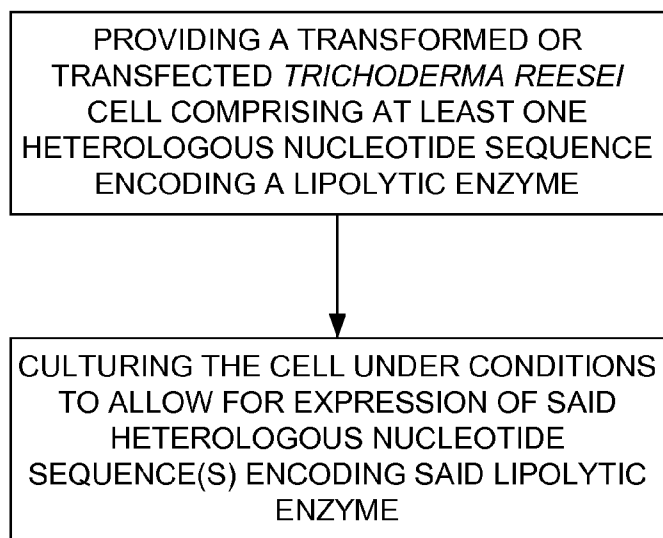 PROVIDING A TRANSFORMED OR
TRANSFECTED TRICHODERMA REESEI
CELL COMPRISING AT LEAST ONE
HETEROLOGOUS NUCLEOTIDE SEQUENCE
ENCODING A LIPOLYTIC ENZYME
CULTURING THE CELL UNDER CONDITIONS
TO ALLOW FOR EXPRESSION OF SAID
HETEROLOGOUS NUCLEOTIDE
SEQUENCE(S) ENCODING SAID LIPOLYTIC
ENZYME